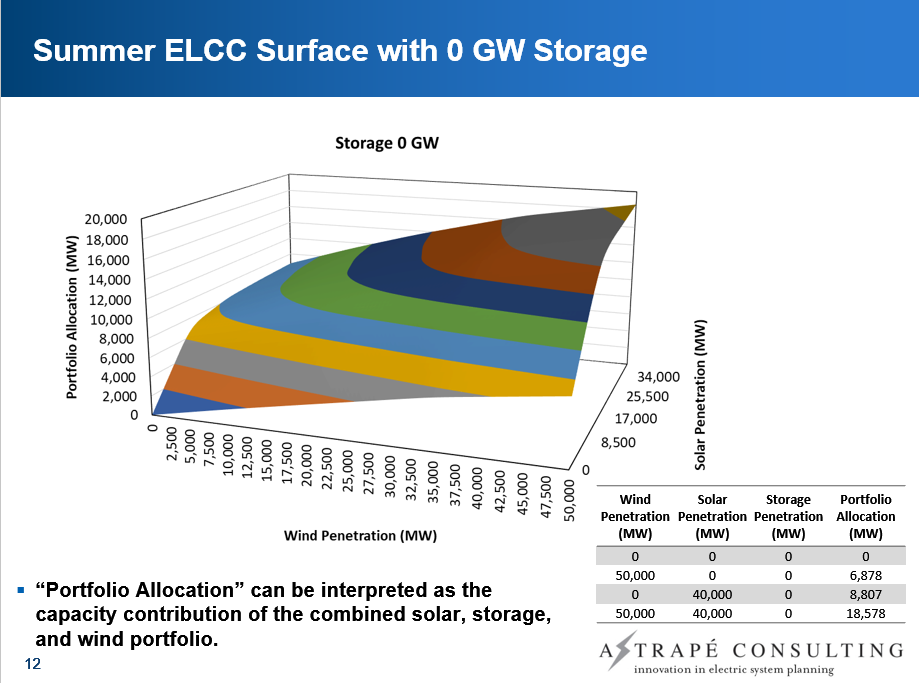 Summer ELCC Surface with 0 GW Storage
Storage 0 GW
Portfolio Allocation (MW)
20,000
18,000
16,000
14,000
12,000
10,000
8,000
6,000
4,000
2,000
0
0
2,500
5,000
7,500
10,000
12,500
15,000
17,500
20,000
22,500
25,000
27,500
30,000
32,500
35,000
37,500
40,000
42,500
45,000
47,500
50,000
Wind Penetration (MW)
34,000
25,500
17,000
8,500
0
Solar Penetration (MW)
Wind Solar Storage Portfolio
Penetration Penetration Penetration Allocation
(MW) (MW) (MW) (MW)
0 0 0 0
50,000 0 0 6,878
0 40,000 0 8,807
50,000 40,000 0 18,578
“Portfolio Allocation” can be interpreted as the
capacity contribution of the combined solar, storage,
and wind portfolio.
12
ASTRAPÉ CONSULTING
innovation in electric system planning